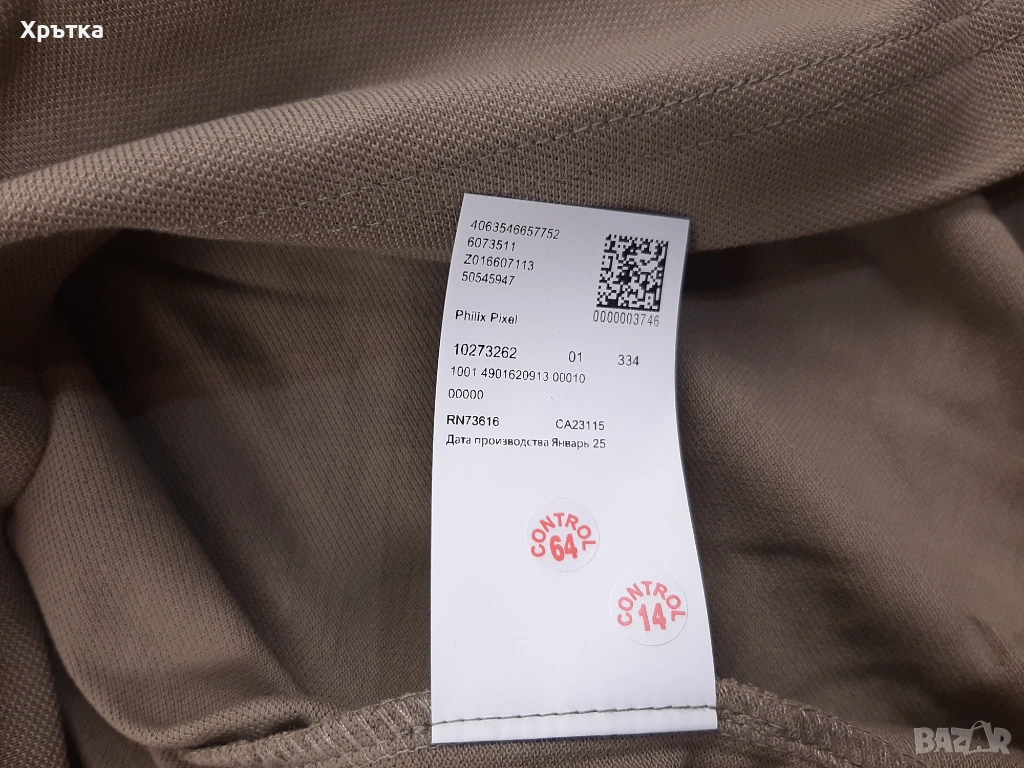 Хрътка
4063546657752
6073511
Z016607113
50545947
0000003746
Philix Pixel
10273262 01 334
1001 4901620913 00010
00000
RN73616 CA23115
Дата производства Январь 25
CONTROL 64
CONTROL 14
BAZAR